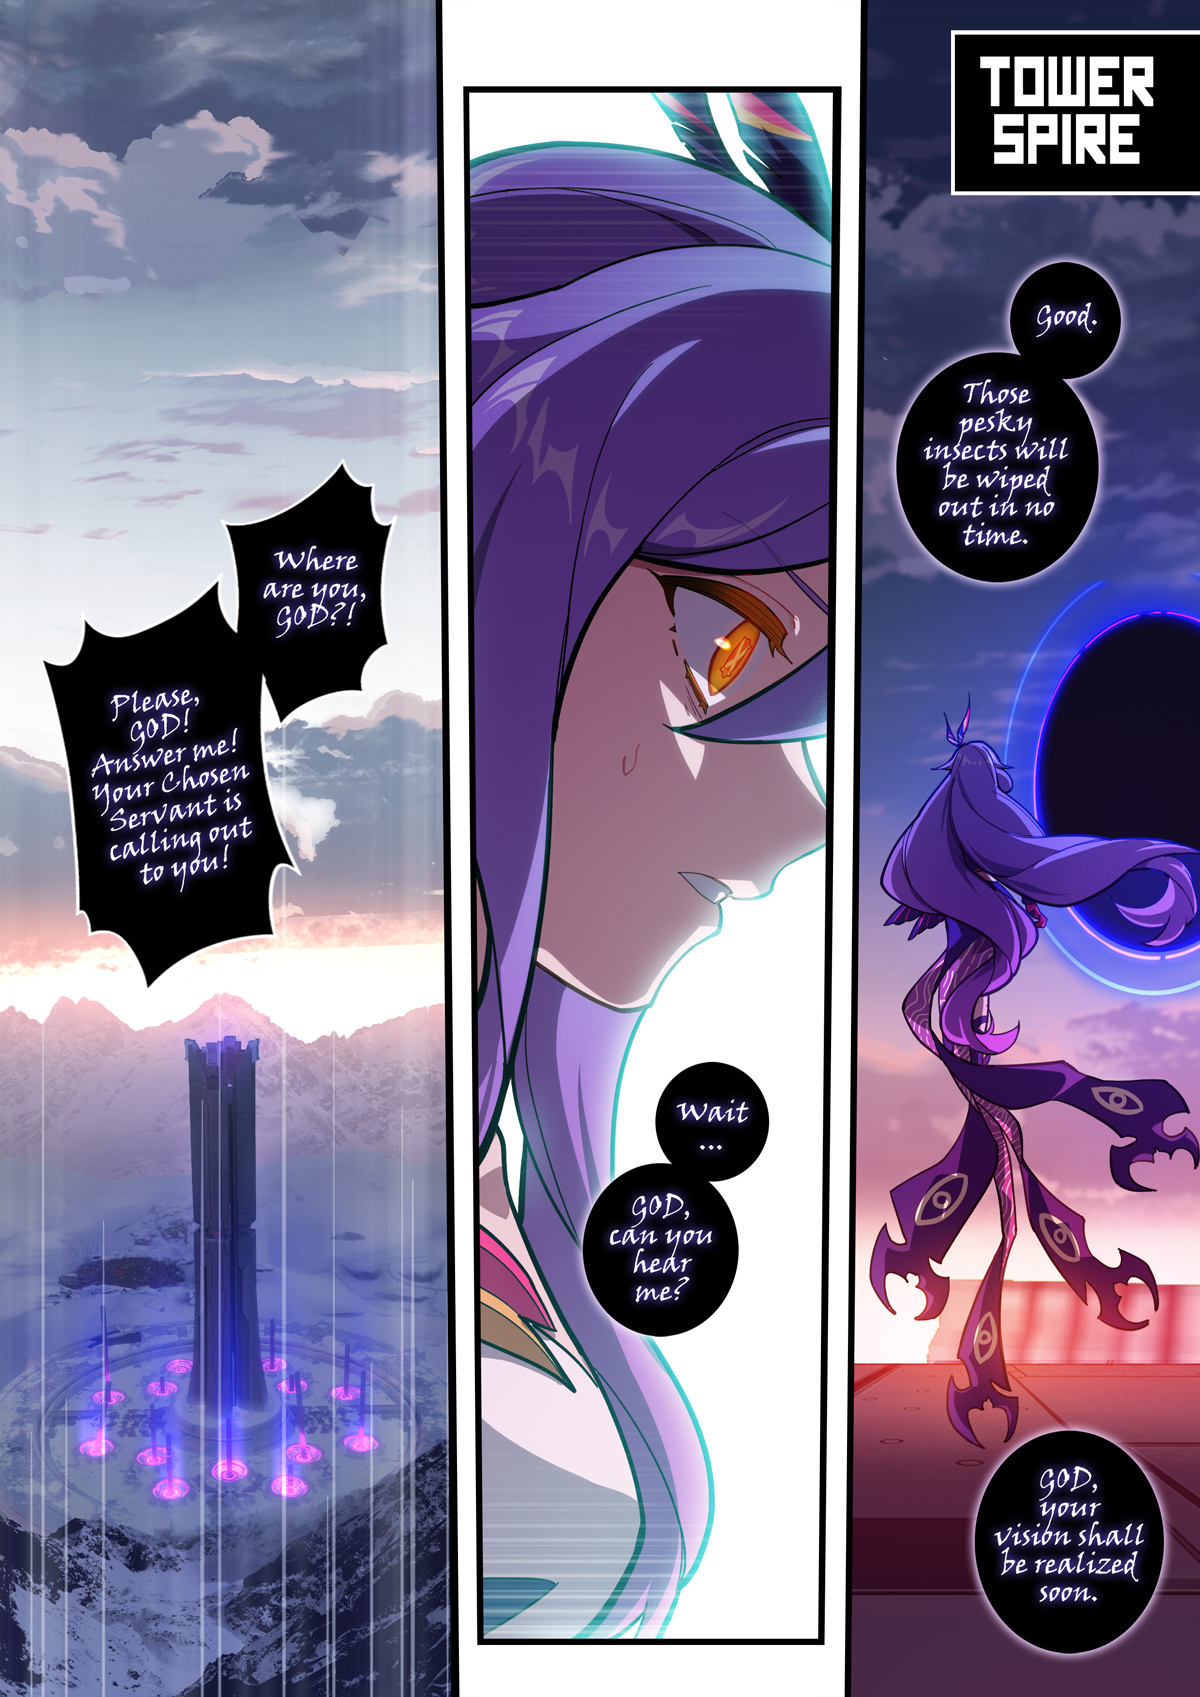 TOWER
SPIRE
Good.
Those
pesky
insects will
be wiped
out in no
time.
GOD,
your
vision shall
be realized
soon.
Wait
...
GOD,
can you
hear
me?
Where
are you,
GOD?!
Please,
GOD!
Answer me!
Your Chosen
Servant is
calling out
to you!